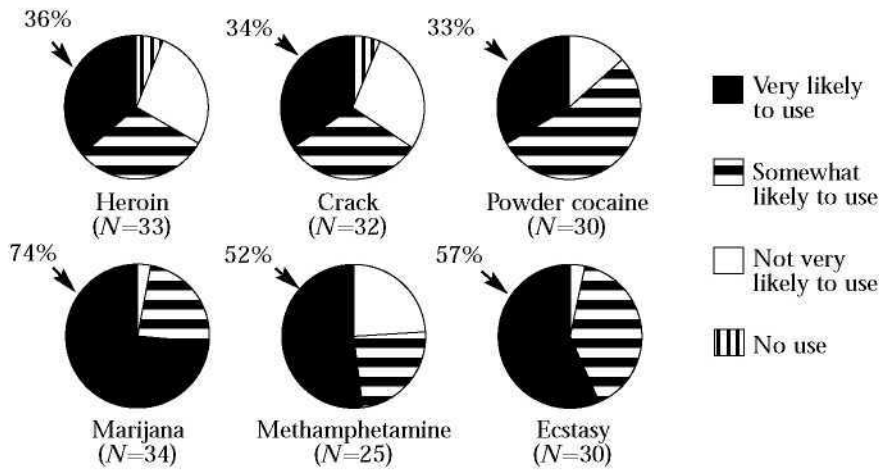 36%
34%
33%
Heroin
(N=33)
Crack
(N=32)
Powder cocaine
(N=30)
74%
52%
57%
Marijana
(N=34)
Methamphetamine
(N=25)
Ecstasy
(N=30)
Very likely
to use
Somewhat
likely to use
Not very
likely to use
No use